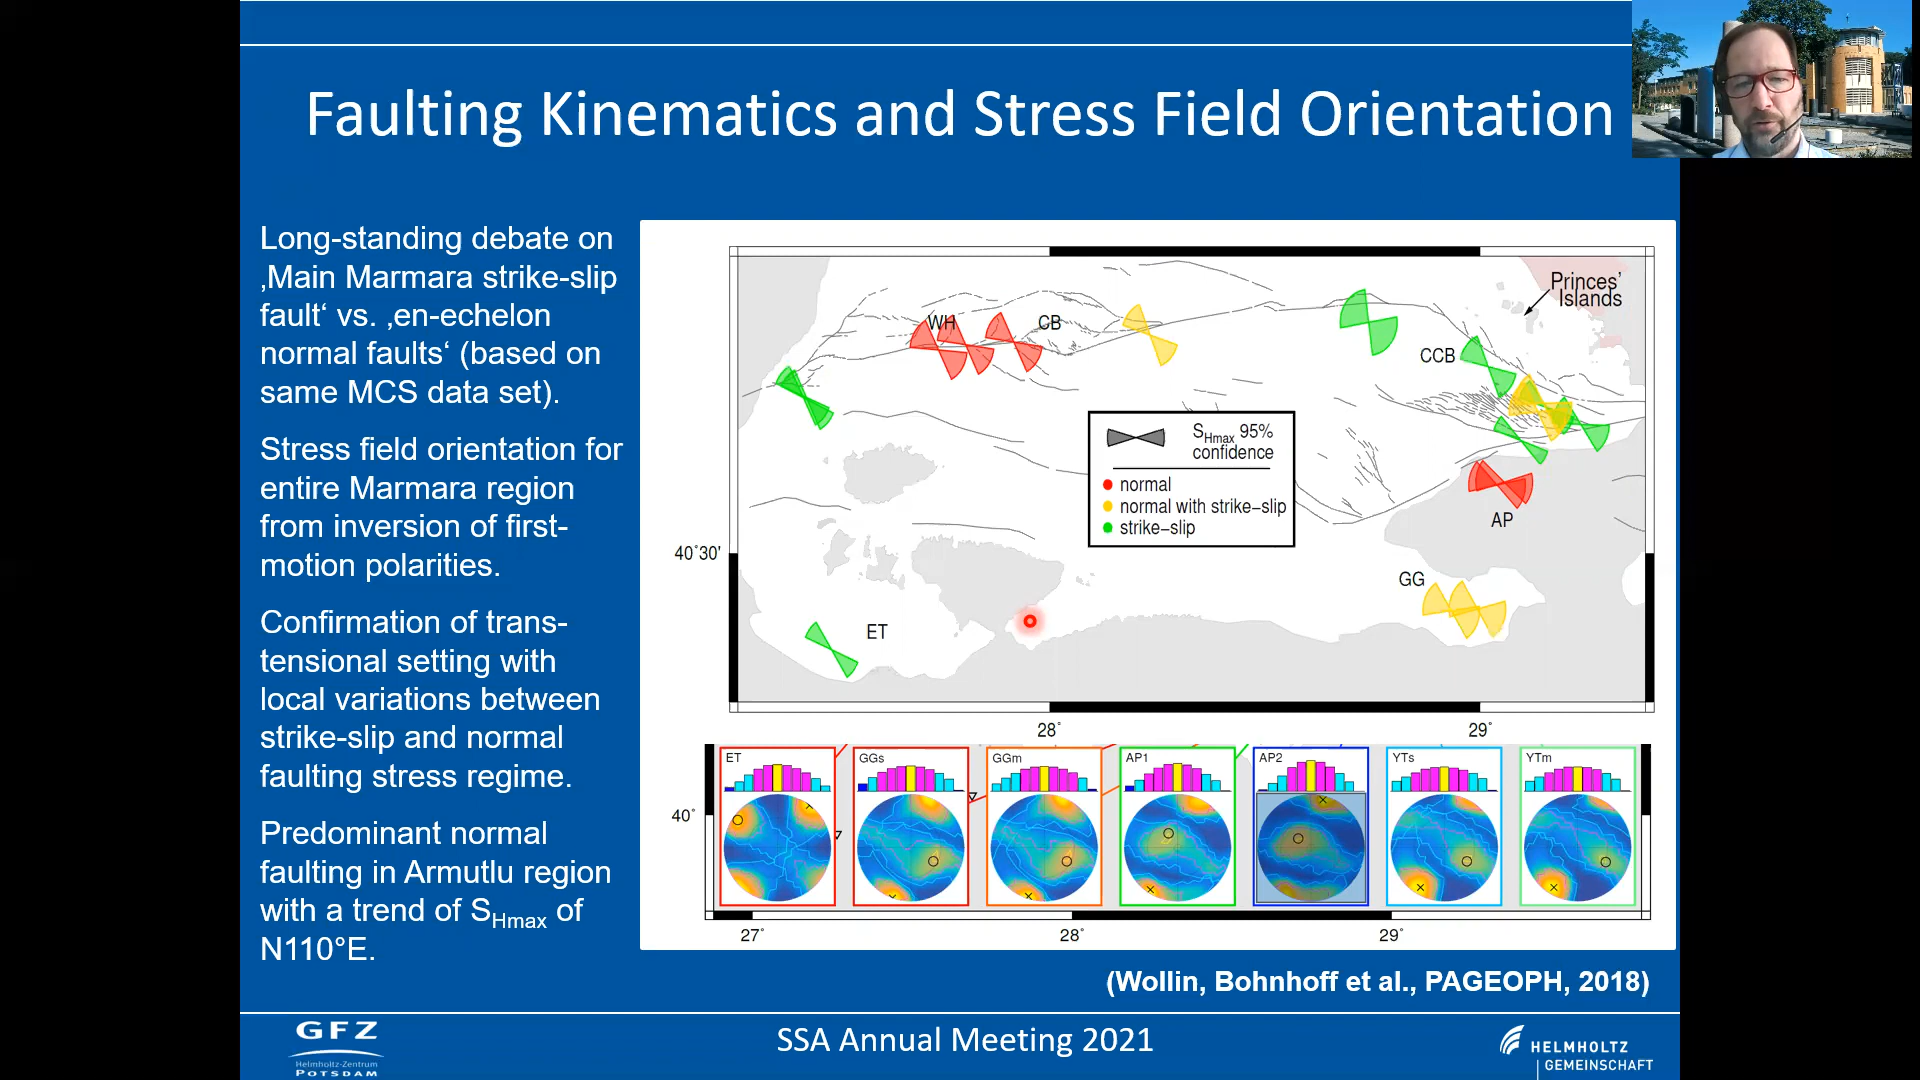 Faulting Kinematics and Stress Field Orientation
Long-standing debate on
‚Main Marmara strike-slip
fault‘ vs. ‚en-echelon
normal faults‘ (based on
same MCS data set).
Stress field orientation for
entire Marmara region
from inversion of first-
motion polarities.
Confirmation of trans-
tensional setting with
local variations between
strike-slip and normal
faulting stress regime.
Predominant normal
faulting in Armutlu region
with a trend of SHmax of
N110°E.
Princes'
Islands
WH
CB
CCB
SHmax 95%
confidence
normal
normal with strike–slip
strike–slip
AP
40˚30'
GG
ET
28˚
29˚
ET
GGs
GGm
AP1
AP2
YTs
YTm
40˚
27˚
28˚
29˚
(Wollin, Bohnhoff et al., PAGEOPH, 2018)
GFZ
Helmholtz-Zentrum
POTSDAM
SSA Annual Meeting 2021
HELMHOLTZ
GEMEINSCHAFT